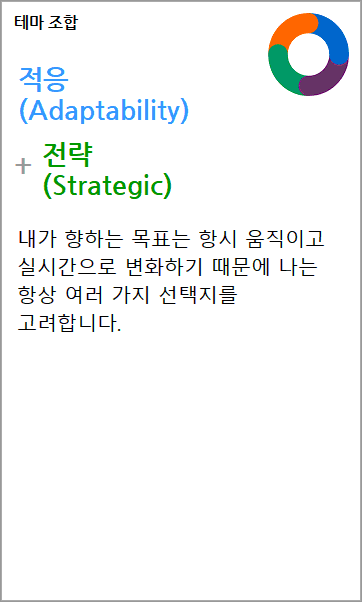 테마 조합
적응
(Adaptability)
+ 전략
(Strategic)
내가 향하는 목표는 항시 움직이고
실시간으로 변화하기 때문에 나는
항상 여러 가지 선택지를
고려합니다.